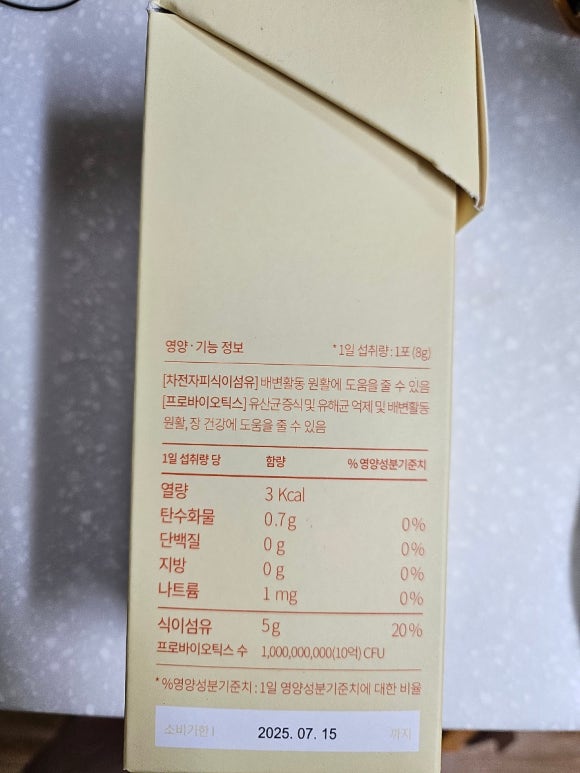 영양·기능 정보 *1일 섭취량 : 1포 (8g)
[차전자피식이섬유] 배변활동 원활에 도움을 줄 수 있음
[프로바이오틱스] 유산균 증식 및 유해균 억제 및 배변활동
원활, 장 건강에 도움을 줄 수 있음
1일 섭취량 당 함량 % 영양성분기준치
열량 3 Kcal
탄수화물 0.7g 0%
단백질 0 g 0%
지방 0 g 0%
나트륨 1 mg 0%
식이섬유 5g 20%
프로바이오틱스 수 1,000,000,000(10억) CFU
*%영양성분기준치 : 1일 영양성분기준치에 대한 비율
소비기한 2025. 07. 15 까지